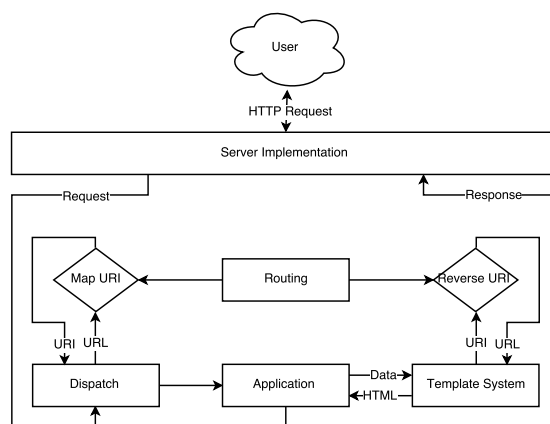 User
HTTP Request
Server Implementation
Request
Response
Map URI
Routing
Reverse URI
URI
URL
URI
URL
Dispatch
Application
Data
HTML
Template System